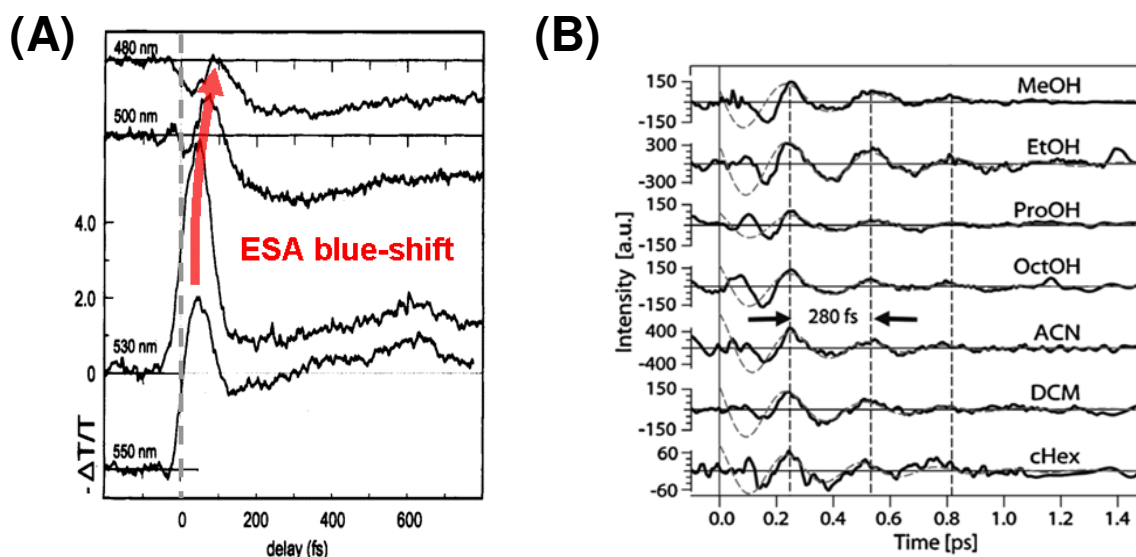 (A)
480 nm
500 nm
ESA blue-shift
4.0
2.0
530 nm
0
550 nm
- ΔT/T
0 200 400 600
delay (fs)
(B)
150
-150
MeOH
300
-300
EtOH
150
-150
ProOH
150
-150
OctOH
280 fs
400
-400
ACN
150
-150
DCM
60
-60
cHex
Intensity [a.u.]
0.0 0.2 0.4 0.6 0.8 1.0 1.2 1.4
Time [ps]